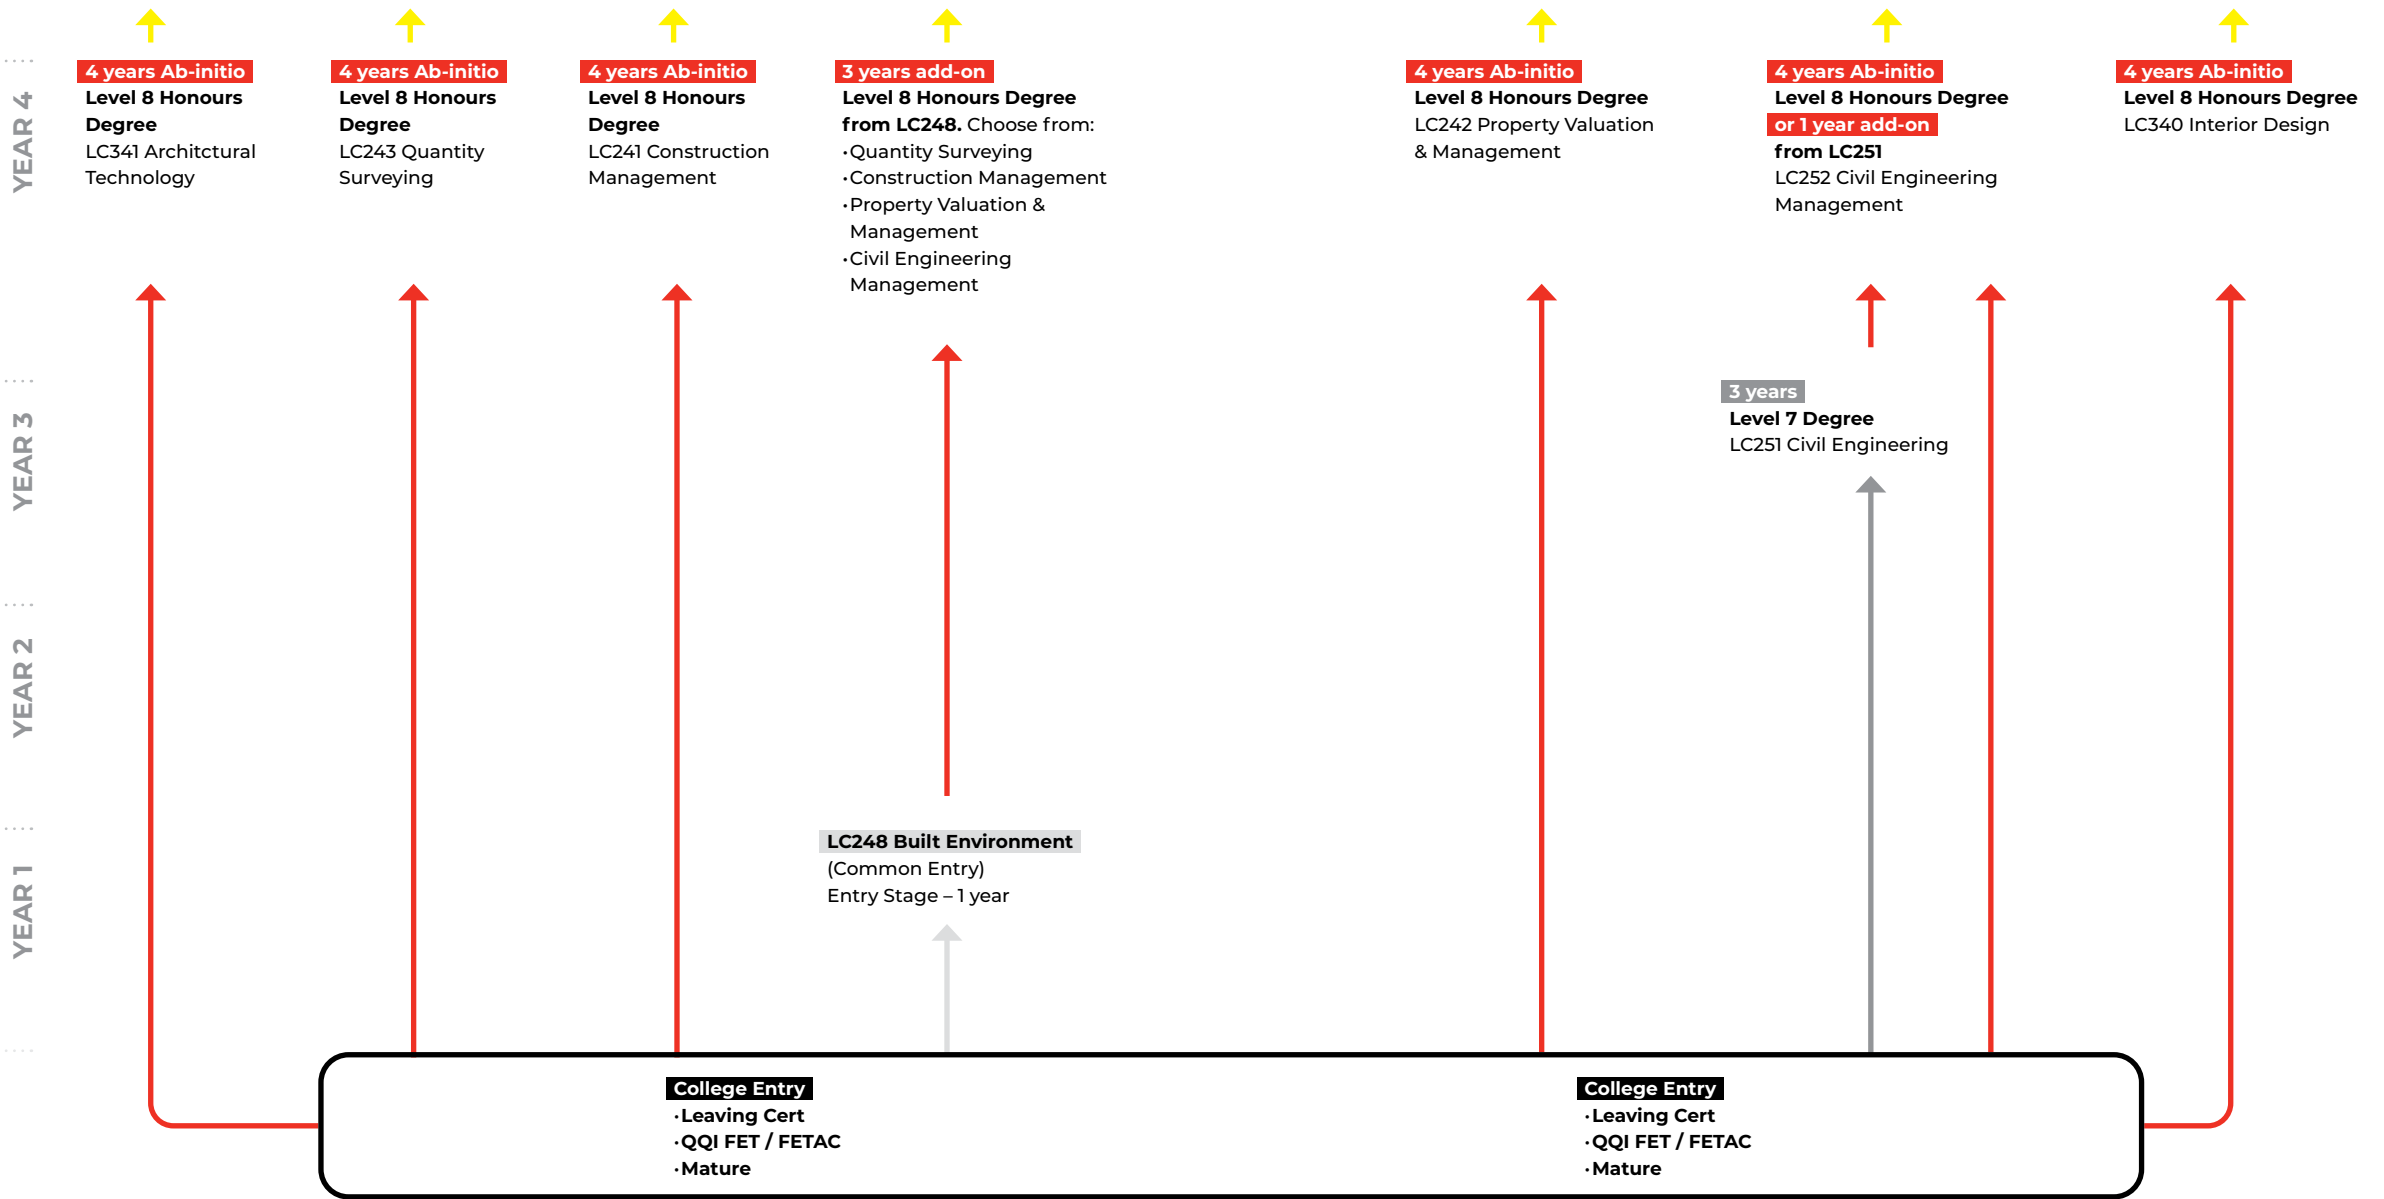 YEAR 4
YEAR 3
YEAR 2
YEAR 1
4 years Ab-initio
Level 8 Honours
Degree
LC341 Architctural
Technology
4 years Ab-initio
Level 8 Honours
Degree
LC243 Quantity
Surveying
4 years Ab-initio
Level 8 Honours
Degree
LC241 Construction
Management
3 years add-on
Level 8 Honours Degree
from LC248. Choose from:
·Quantity Surveying
·Construction Management
·Property Valuation &
Management
·Civil Engineering
Management
4 years Ab-initio
Level 8 Honours Degree
LC242 Property Valuation
& Management
4 years Ab-initio
Level 8 Honours Degree
or 1 year add-on
from LC251
LC252 Civil Engineering
Management
4 years Ab-initio
Level 8 Honours Degree
LC340 Interior Design
3 years
Level 7 Degree
LC251 Civil Engineering
LC248 Built Environment
(Common Entry)
Entry Stage – 1 year
College Entry
·Leaving Cert
·QQI FET / FETAC
·Mature
College Entry
·Leaving Cert
·QQI FET / FETAC
·Mature